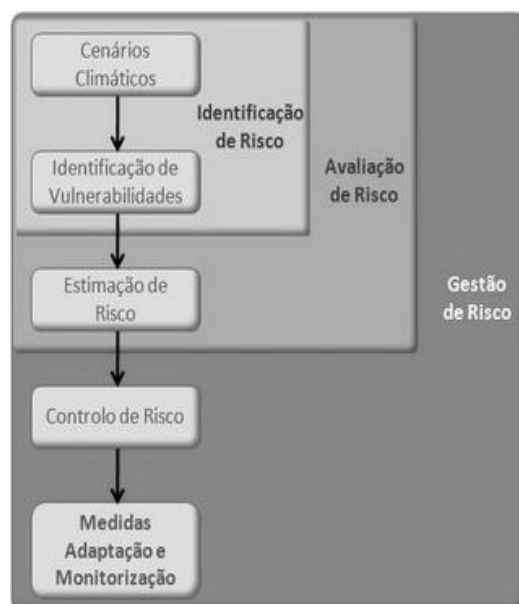 Cenários
Climáticos
Identificação
de Risco
Identificação de
Vulnerabilidades
Avaliação
de Risco
Estimação de
Risco
Gestão
de Risco
Controlo de Risco
Medidas
Adaptação e
Monitorização